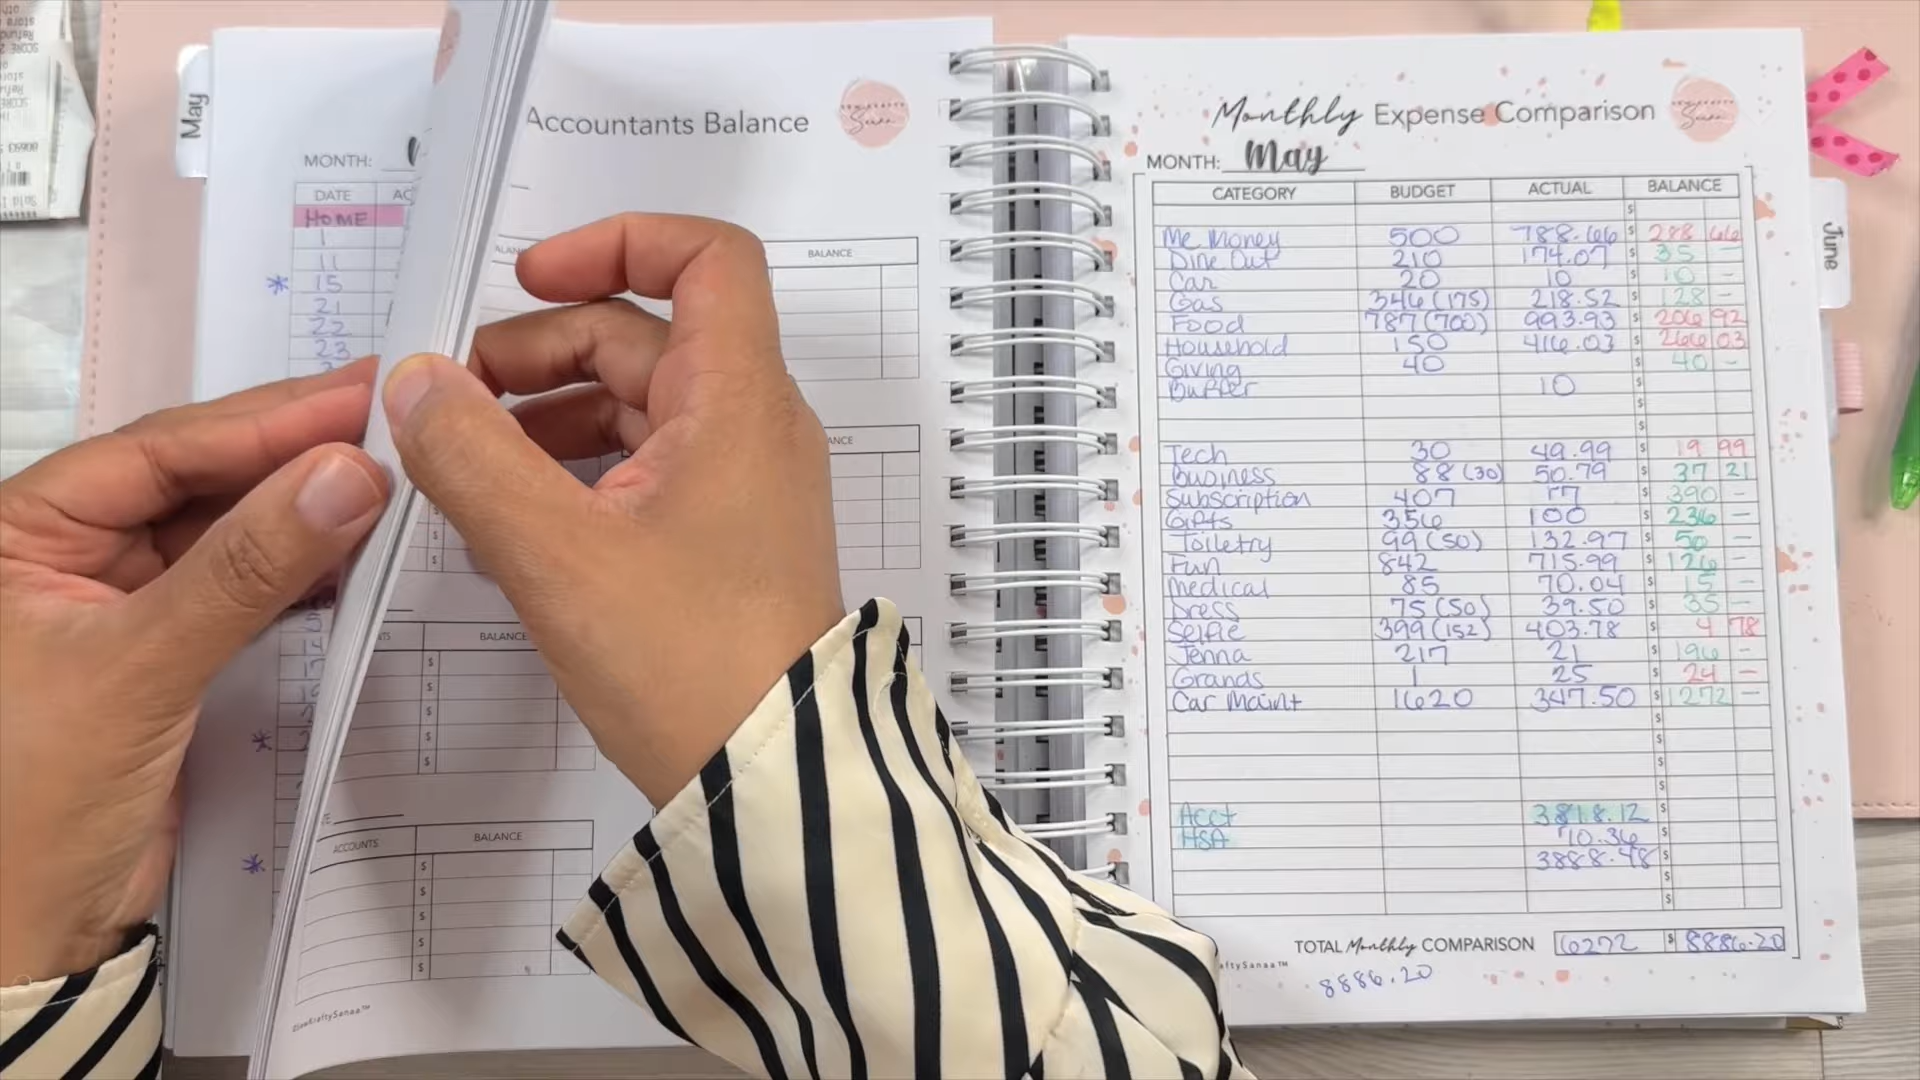 May
Accountants Balance
MONTH:
DATE
HOME
1
11
* 15
21
22
23
BALANCE
BALANCE
ACCOUNTS BALANCE
$
$
$
$
Monthly Expense Comparison
MONTH: May
CATEGORY BUDGET ACTUAL BALANCE
$
Me Money 500 788.66 $ 288 66
Dine Out 210 174.07 $ 35 -
Car 20 10 $ 10 -
Gas 346 (175) 218.52 $ 128 -
Food 787 (700) 993.93 $ 206 92
Household 150 416.03 $ 266 03
Giving 40 $ 40 -
Buffer 10 $
$
$
Tech 30 49.99 $ 19 99
Business 88 (30) 50.79 $ 37 21
Subscription 407 17 $ 390 -
Gifts 356 100 $ 236 -
Toiletry 99 (50) 132.97 $ 50 -
Fun 842 715.99 $ 126 -
Medical 85 70.04 $ 15 -
Dress 75 (50) 39.50 $ 35 -
Selfie 399 (152) 403.78 $ 4 78
Jenna 217 21 $ 196 -
Grands 1 25 $ 24 -
Car Maint 1620 347.50 $ 1272 -
$
$
$
$
Acct 3818.12 $
HSA 70.36 $
3888.48 $
$
$
TOTAL Monthly COMPARISON 6272 $ 8886.20
8886.20
June